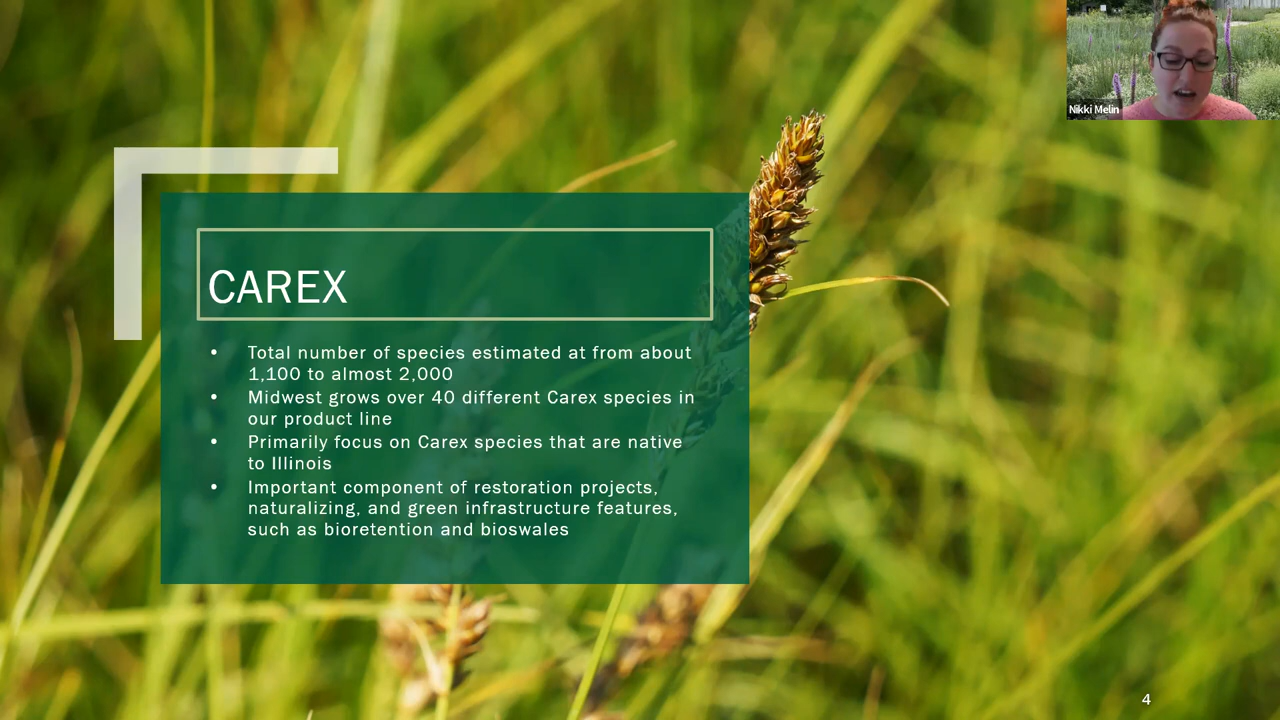 Nikki Melin
CAREX
• Total number of species estimated at from about
1,100 to almost 2,000
• Midwest grows over 40 different Carex species in
our product line
• Primarily focus on Carex species that are native
to Illinois
• Important component of restoration projects,
naturalizing, and green infrastructure features,
such as bioretention and bioswales
4